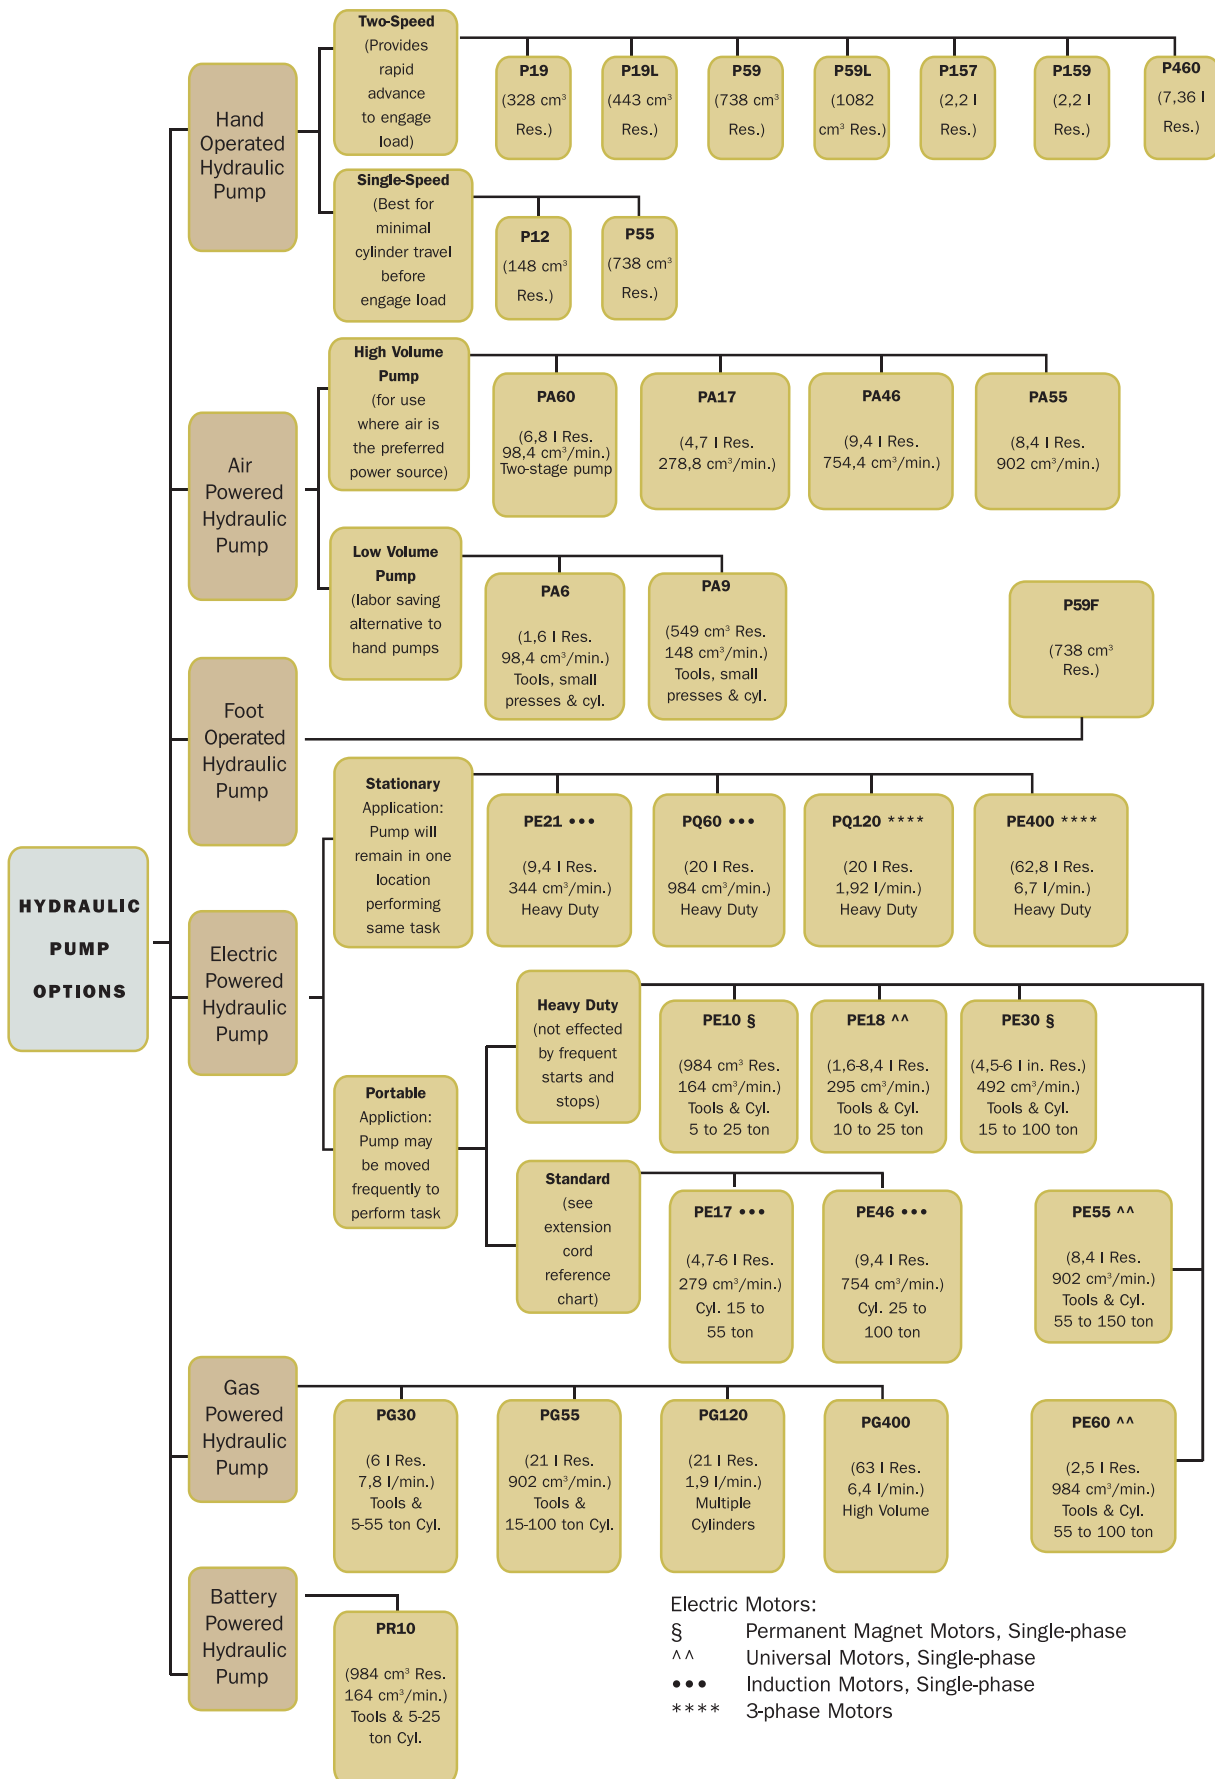 HYDRAULIC
PUMP
OPTIONS
Hand
Operated
Hydraulic
Pump
Two-Speed
(Provides
rapid
advance
to engage
load)
P19
(328 cm³
Res.)
P19L
(443 cm³
Res.)
P59
(738 cm³
Res.)
P59L
(1082
cm³ Res.)
P157
(2,2 l
Res.)
P159
(2,2 l
Res.)
P460
(7,36 l
Res.)
Single-Speed
(Best for
minimal
cylinder travel
before
engage load
P12
(148 cm³
Res.)
P55
(738 cm³
Res.)
Air
Powered
Hydraulic
Pump
High Volume
Pump
(for use
where air is
the preferred
power source)
PA60
(6,8 l Res.
98,4 cm³/min.)
Two-stage pump
PA17
(4,7 l Res.
278,8 cm³/min.)
PA46
(9,4 l Res.
754,4 cm³/min.)
PA55
(8,4 l Res.
902 cm³/min.)
Low Volume
Pump
(labor saving
alternative to
hand pumps
PA6
(1,6 l Res.
98,4 cm³/min.)
Tools, small
presses & cyl.
PA9
(549 cm³ Res.
148 cm³/min.)
Tools, small
presses & cyl.
Foot
Operated
Hydraulic
Pump
P59F
(738 cm³
Res.)
Electric
Powered
Hydraulic
Pump
Stationary
Application:
Pump will
remain in one
location
performing
same task
PE21 •••
(9,4 l Res.
344 cm³/min.)
Heavy Duty
PQ60 •••
(20 l Res.
984 cm³/min.)
Heavy Duty
PQ120 ****
(20 l Res.
1,92 l/min.)
Heavy Duty
PE400 ****
(62,8 l Res.
6,7 l/min.)
Heavy Duty
Portable
Appliction:
Pump may
be moved
frequently to
perform task
Heavy Duty
(not effected
by frequent
starts and
stops)
PE10 §
(984 cm³ Res.
164 cm³/min.)
Tools & Cyl.
5 to 25 ton
PE18 ^^
(1,6-8,4 l Res.
295 cm³/min.)
Tools & Cyl.
10 to 25 ton
PE30 §
(4,5-6 l in. Res.)
492 cm³/min.)
Tools & Cyl.
15 to 100 ton
Standard
(see
extension
cord
reference
chart)
PE17 •••
(4,7-6 l Res.
279 cm³/min.)
Cyl. 15 to
55 ton
PE46 •••
(9,4 l Res.
754 cm³/min.)
Cyl. 25 to
100 ton
PE55 ^^
(8,4 l Res.
902 cm³/min.)
Tools & Cyl.
55 to 150 ton
PE60 ^^
(2,5 l Res.
984 cm³/min.)
Tools & Cyl.
55 to 100 ton
Gas
Powered
Hydraulic
Pump
PG30
(6 l Res.
7,8 l/min.)
Tools &
5-55 ton Cyl.
PG55
(21 l Res.
902 cm³/min.)
Tools &
15-100 ton Cyl.
PG120
(21 l Res.
1,9 l/min.)
Multiple
Cylinders
PG400
(63 l Res.
6,4 l/min.)
High Volume
Battery
Powered
Hydraulic
Pump
PR10
(984 cm³ Res.
164 cm³/min.)
Tools & 5-25
ton Cyl.
Electric Motors:
§ Permanent Magnet Motors, Single-phase
^^ Universal Motors, Single-phase
••• Induction Motors, Single-phase
**** 3-phase Motors